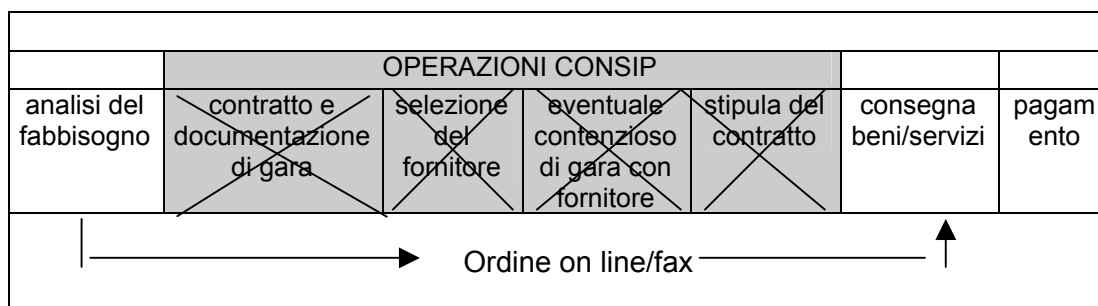 OPERAZIONI CONSIP
analisi del
fabbisogno
contratto e
documentazione
di gara
selezione
del
fornitore
eventuale
contenzioso
di gara con
fornitore
stipula del
contratto
consegna
beni/servizi
pagam
ento
Ordine on line/fax